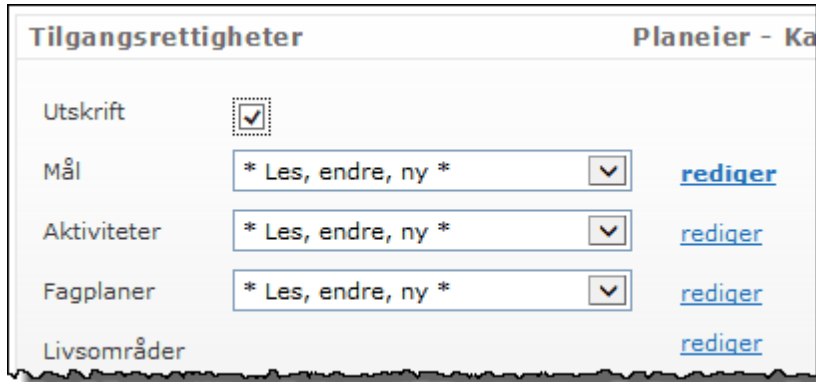 Tilgangsrettigheter Planeier - Ka
Utskrift
Mål * Les, endre, ny * rediger
Aktiviteter * Les, endre, ny * rediger
Fagplaner * Les, endre, ny * rediger
Livsområder rediger